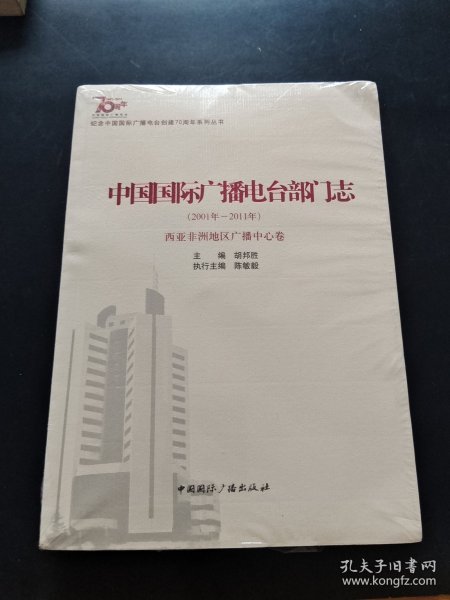 70周年
纪念中国国际广播电台创建70周年系列丛书
中国国际广播电台部门志
(2001年-2011年)
西亚非洲地区广播中心卷
主 编 胡邦胜
执行主编 陈敏毅
中国国际广播出版社
孔夫子旧书网
www.kongfz.com